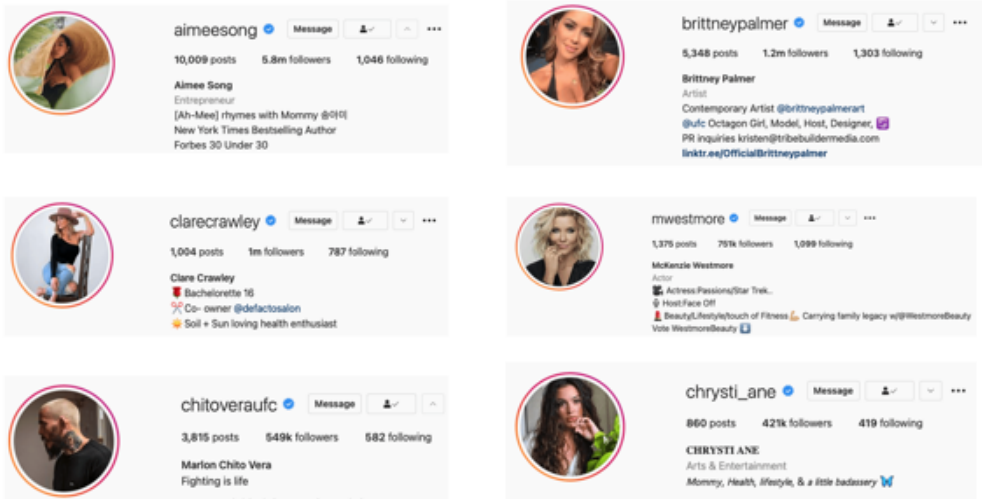 aimeesong Message
10,009 posts 5.8m followers 1,046 following
Aimee Song
Entrepreneur
[Ah-Mee] rhymes with Mommy 송아미
New York Times Bestselling Author
Forbes 30 Under 30
brittneypalmer Message
5,348 posts 1.2m followers 1,303 following
Brittney Palmer
Artist
Contemporary Artist @brittneypalmerart
@ufc Octagon Girl, Model, Host, Designer,
PR inquiries kristen@tribebuildermedia.com
linktr.ee/OfficialBrittneypalmer
clarecrawley Message
1,004 posts 1m followers 787 following
Clare Crawley
🌹 Bachelorette 16
✂️Co- owner @defactosalon
☀️ Soil + Sun loving health enthusiast
mwestmore Message
1,375 posts 751k followers 1,099 following
McKenzie Westmore
Actor
🎥 Actress:Passions/Star Trek..
🎙 Host:Face Off
💄 Beauty/Lifestyle/touch of Fitness💪🏼 Carrying family legacy w/@WestmoreBeauty
Vote WestmoreBeauty ⬇️
chitoveraufc Message
3,815 posts 549k followers 582 following
Marlon Chito Vera
Fighting is life
chrysti_ane Message
860 posts 421k followers 419 following
CHRYSTI ANE
Arts & Entertainment
Mommy, Health, lifestyle, & a little badassery 🦋